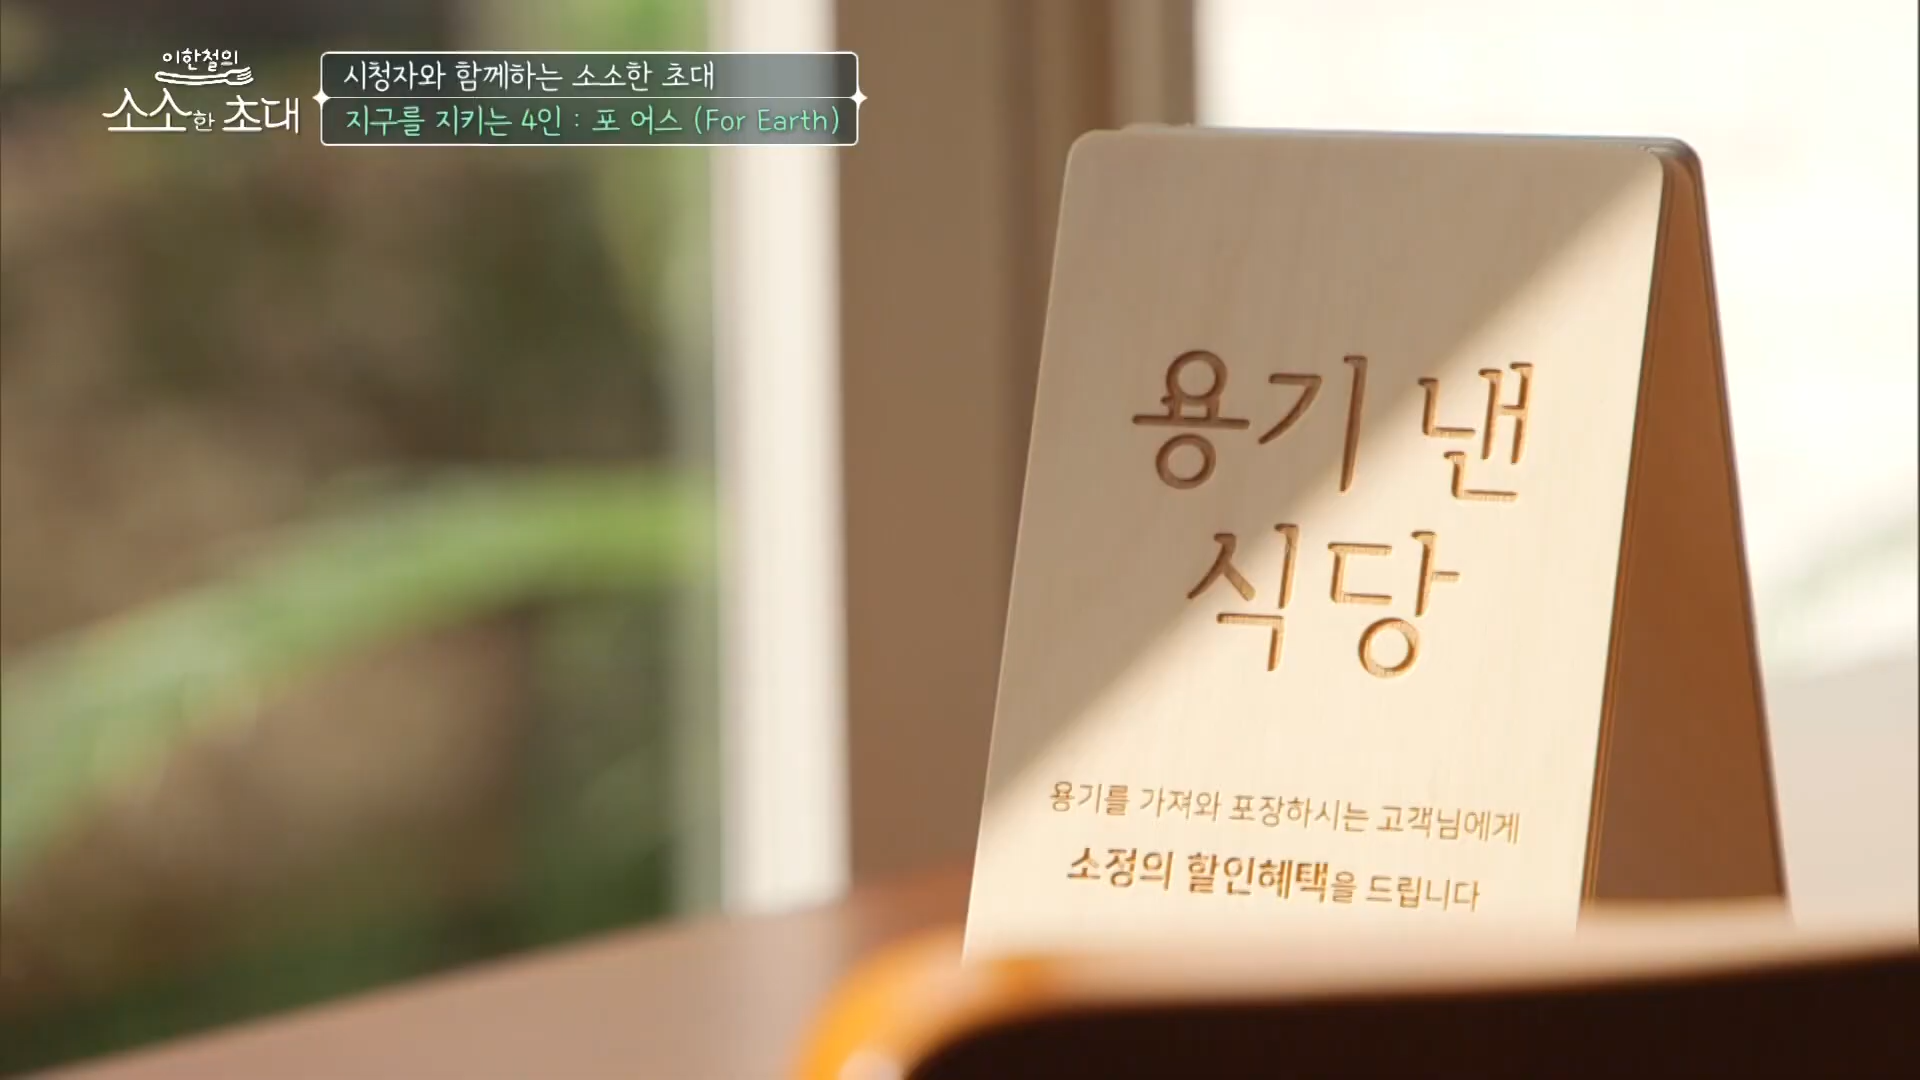 이한철의
소소한 초대
시청자와 함께하는 소소한 초대
지구를 지키는 4인 : 포 어스 (For Earth)
용기 낸
식당
용기를 가져와 포장하시는 고객님에게
소정의 할인혜택을 드립니다